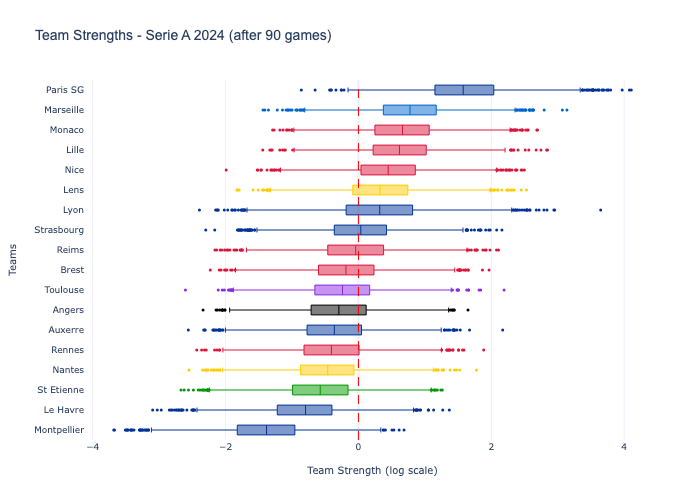 Team Strengths - Serie A 2024 (after 90 games)
Paris SG
Marseille
Monaco
Lille
Nice
Lens
Lyon
Strasbourg
Reims
Brest
Toulouse
Angers
Auxerre
Rennes
Nantes
St Etienne
Le Havre
Montpellier
Teams
−4 −2 0 2 4
Team Strength (log scale)